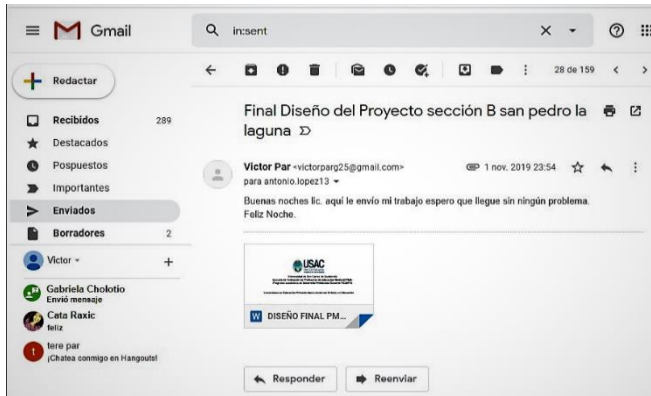 Gmail
in:sent
Redactar
28 de 159
Recibidos 289
Destacados
Pospuestos
Importantes
Enviados
Borradores 2
Victor
Gabriela Cholotio
Envió mensaje
Cata Raxic
feliz
tere par
¡Chatea conmigo en Hangouts!
Final Diseño del Proyecto sección B san pedro la
laguna
Victor Par <victorparg25@gmail.com>
1 nov. 2019 23:54
para antonio.lopez13
Buenas noches lic. aquí le envío mi trabajo espero que llegue sin ningún problema.
Feliz Noche.
USAC
W DISEÑO FINAL PM...
Responder
Reenviar